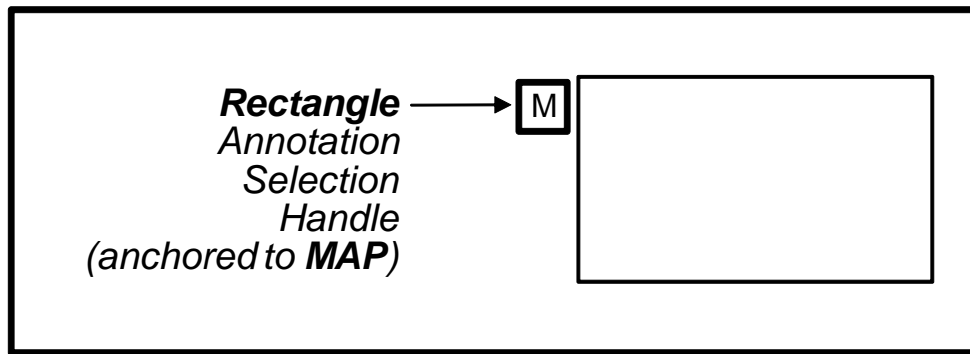 Rectangle
Annotation
Selection
Handle
(anchored to MAP)
M